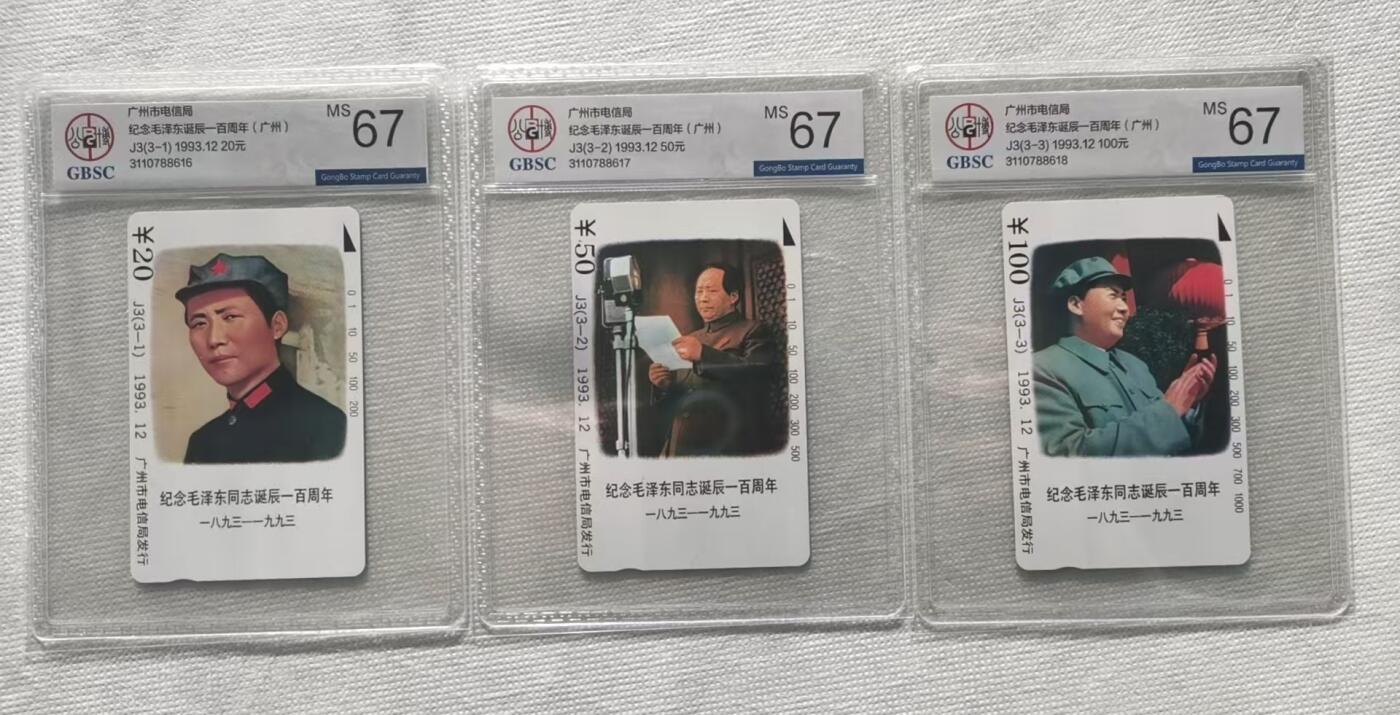 广州市电信局
纪念毛泽东诞辰一百周年（广州）
J3(3-1) 1993.12 20元
3110788616
MS 67
GBSC
GongBo Stamp Card Guaranty
¥20 J3(3—1) 1993. 12 广州市电信局发行
0 1 10 50 100 200
纪念毛泽东同志诞辰一百周年
一八九三—一九九三
广州市电信局
纪念毛泽东诞辰一百周年（广州）
J3(3-2) 1993.12 50元
3110788617
MS 67
GBSC
GongBo Stamp Card Guaranty
¥50 J3(3—2) 1993. 12 广州市电信局发行
0 1 10 50 100 200 300 500
纪念毛泽东同志诞辰一百周年
一八九三—一九九三
广州市电信局
纪念毛泽东诞辰一百周年（广州）
J3(3-3) 1993.12 100元
3110788618
MS 67
GBSC
GongBo Stamp Card Guaranty
¥100 J3(3—3) 1993. 12 广州市电信局发行
0 1 10 50 100 200 300 500 700 1000
纪念毛泽东同志诞辰一百周年
一八九三—一九九三